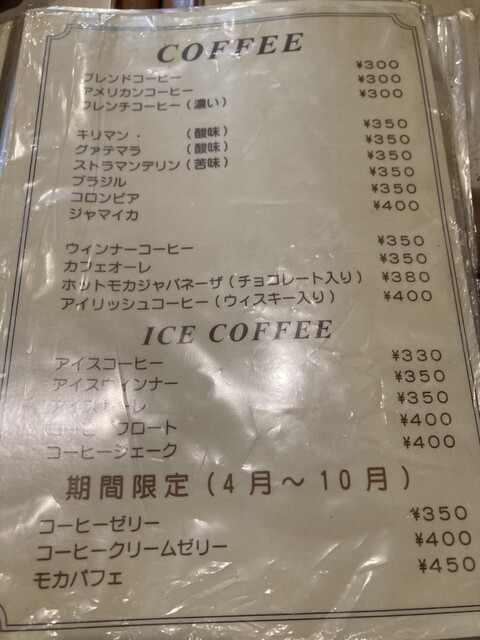 COFFEE
ブレンドコーヒー ¥300
アメリカンコーヒー ¥300
フレンチコーヒー(濃い) ¥300
キリマン・ (酸味) ¥350
グァテマラ (酸味) ¥350
ストラマンデリン(苦味) ¥350
ブラジル ¥350
コロンビア ¥350
ジャマイカ ¥400
ウィンナーコーヒー ¥350
カフェオーレ ¥350
ホットモカジャバネーザ(チョコレート入り) ¥380
アイリッシュコーヒー(ウィスキー入り) ¥400
ICE COFFEE
アイスコーヒー ¥330
アイスウィンナー ¥350
¥350
フロート ¥400
コーヒーシェーク ¥400
期間限定(4月〜10月)
コーヒーゼリー ¥350
コーヒークリームゼリー ¥400
モカパフェ ¥450